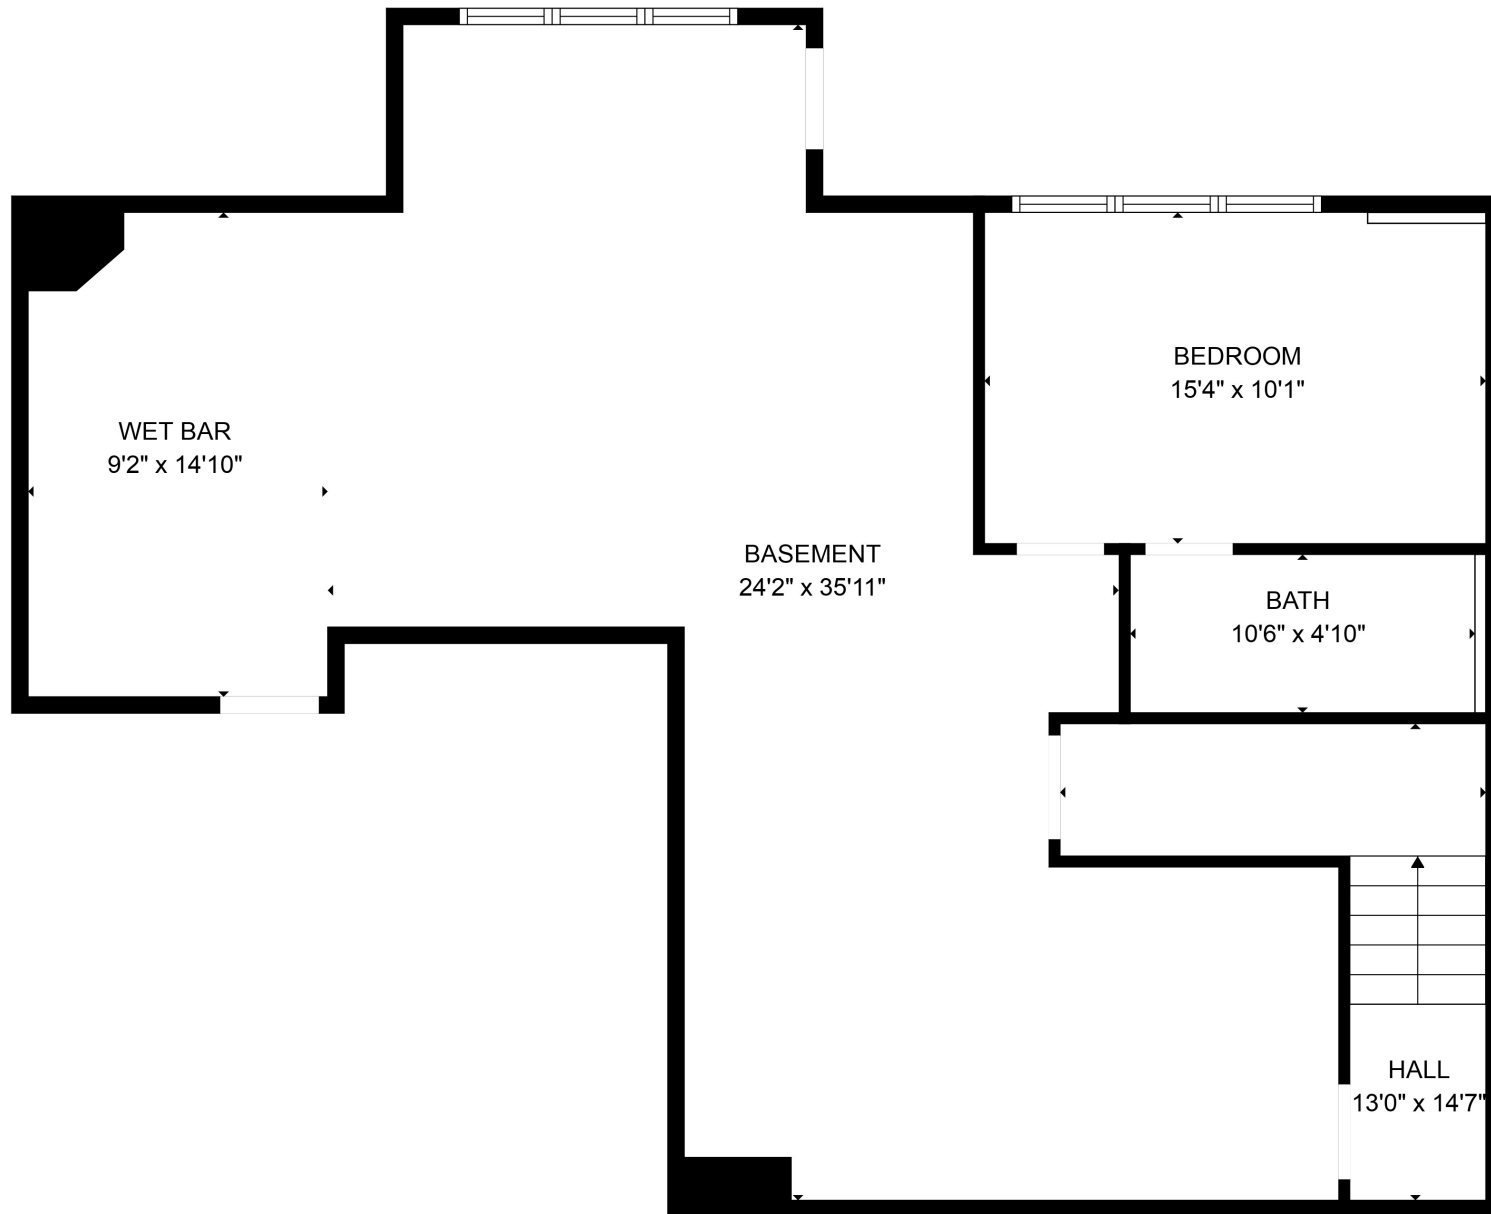 BEDROOM
15'4" x 10'1"
WET BAR
9'2" x 14'10"
BASEMENT
24'2" x 35'11"
BATH
10'6" x 4'10"
HALL
13'0" x 14'7"